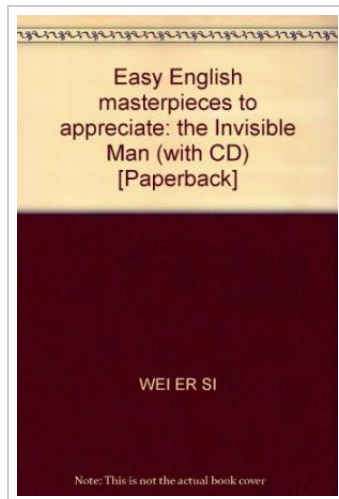 Easy English
masterpieces to
appreciate: the Invisible
Man (with CD)
[Paperback]
WEI ER SI
Note: This is not the actual book cover